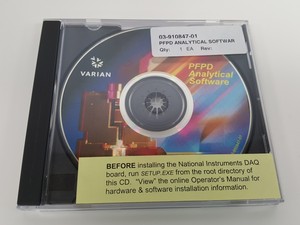 03-910847-01
PFPD ANALYTICAL SOFTWAR
Qty: 1 EA Rev:
VARIAN
PFPD
Analytical
Software
BEFORE installing the National Instruments DAQ
board, run SETUP.EXE from the root directory of
this CD. "View" the online Operator's Manual for
hardware & software installation information.